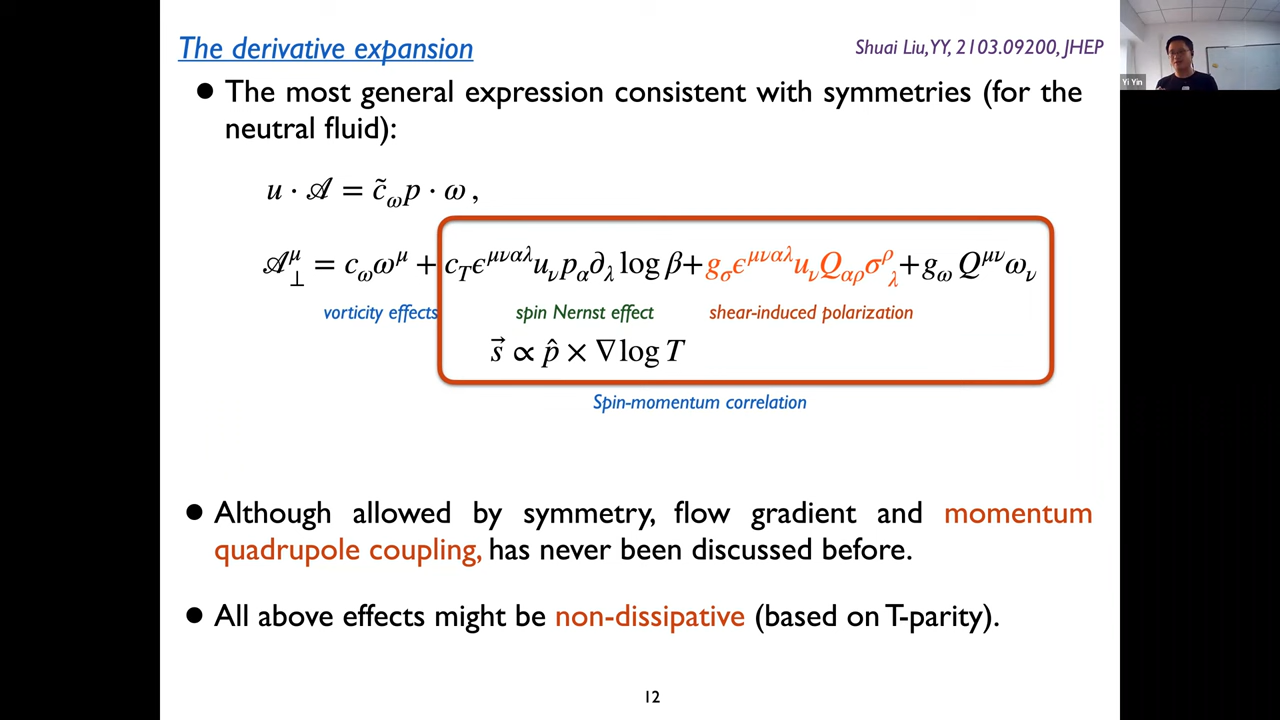 The derivative expansion
Shuai Liu,YY, 2103.09200, JHEP
Yi Yin
● The most general expression consistent with symmetries (for the
neutral fluid):
u · 𝒜 = c̃_ω p · ω ,
𝒜^μ_⊥ = c_ω ω^μ + c_T ϵ^{μναλ} u_ν p_α ∂_λ log β + g_σ ϵ^{μναλ} u_ν Q_{αρ} σ^ρ_λ + g_ω Q^{μν} ω_ν
vorticity effects spin Nernst effect shear-induced polarization
s⃗ ∝ p̂ × ∇log T
Spin-momentum correlation
● Although allowed by symmetry, flow gradient and momentum
quadrupole coupling, has never been discussed before.
● All above effects might be non-dissipative (based on T-parity).
12